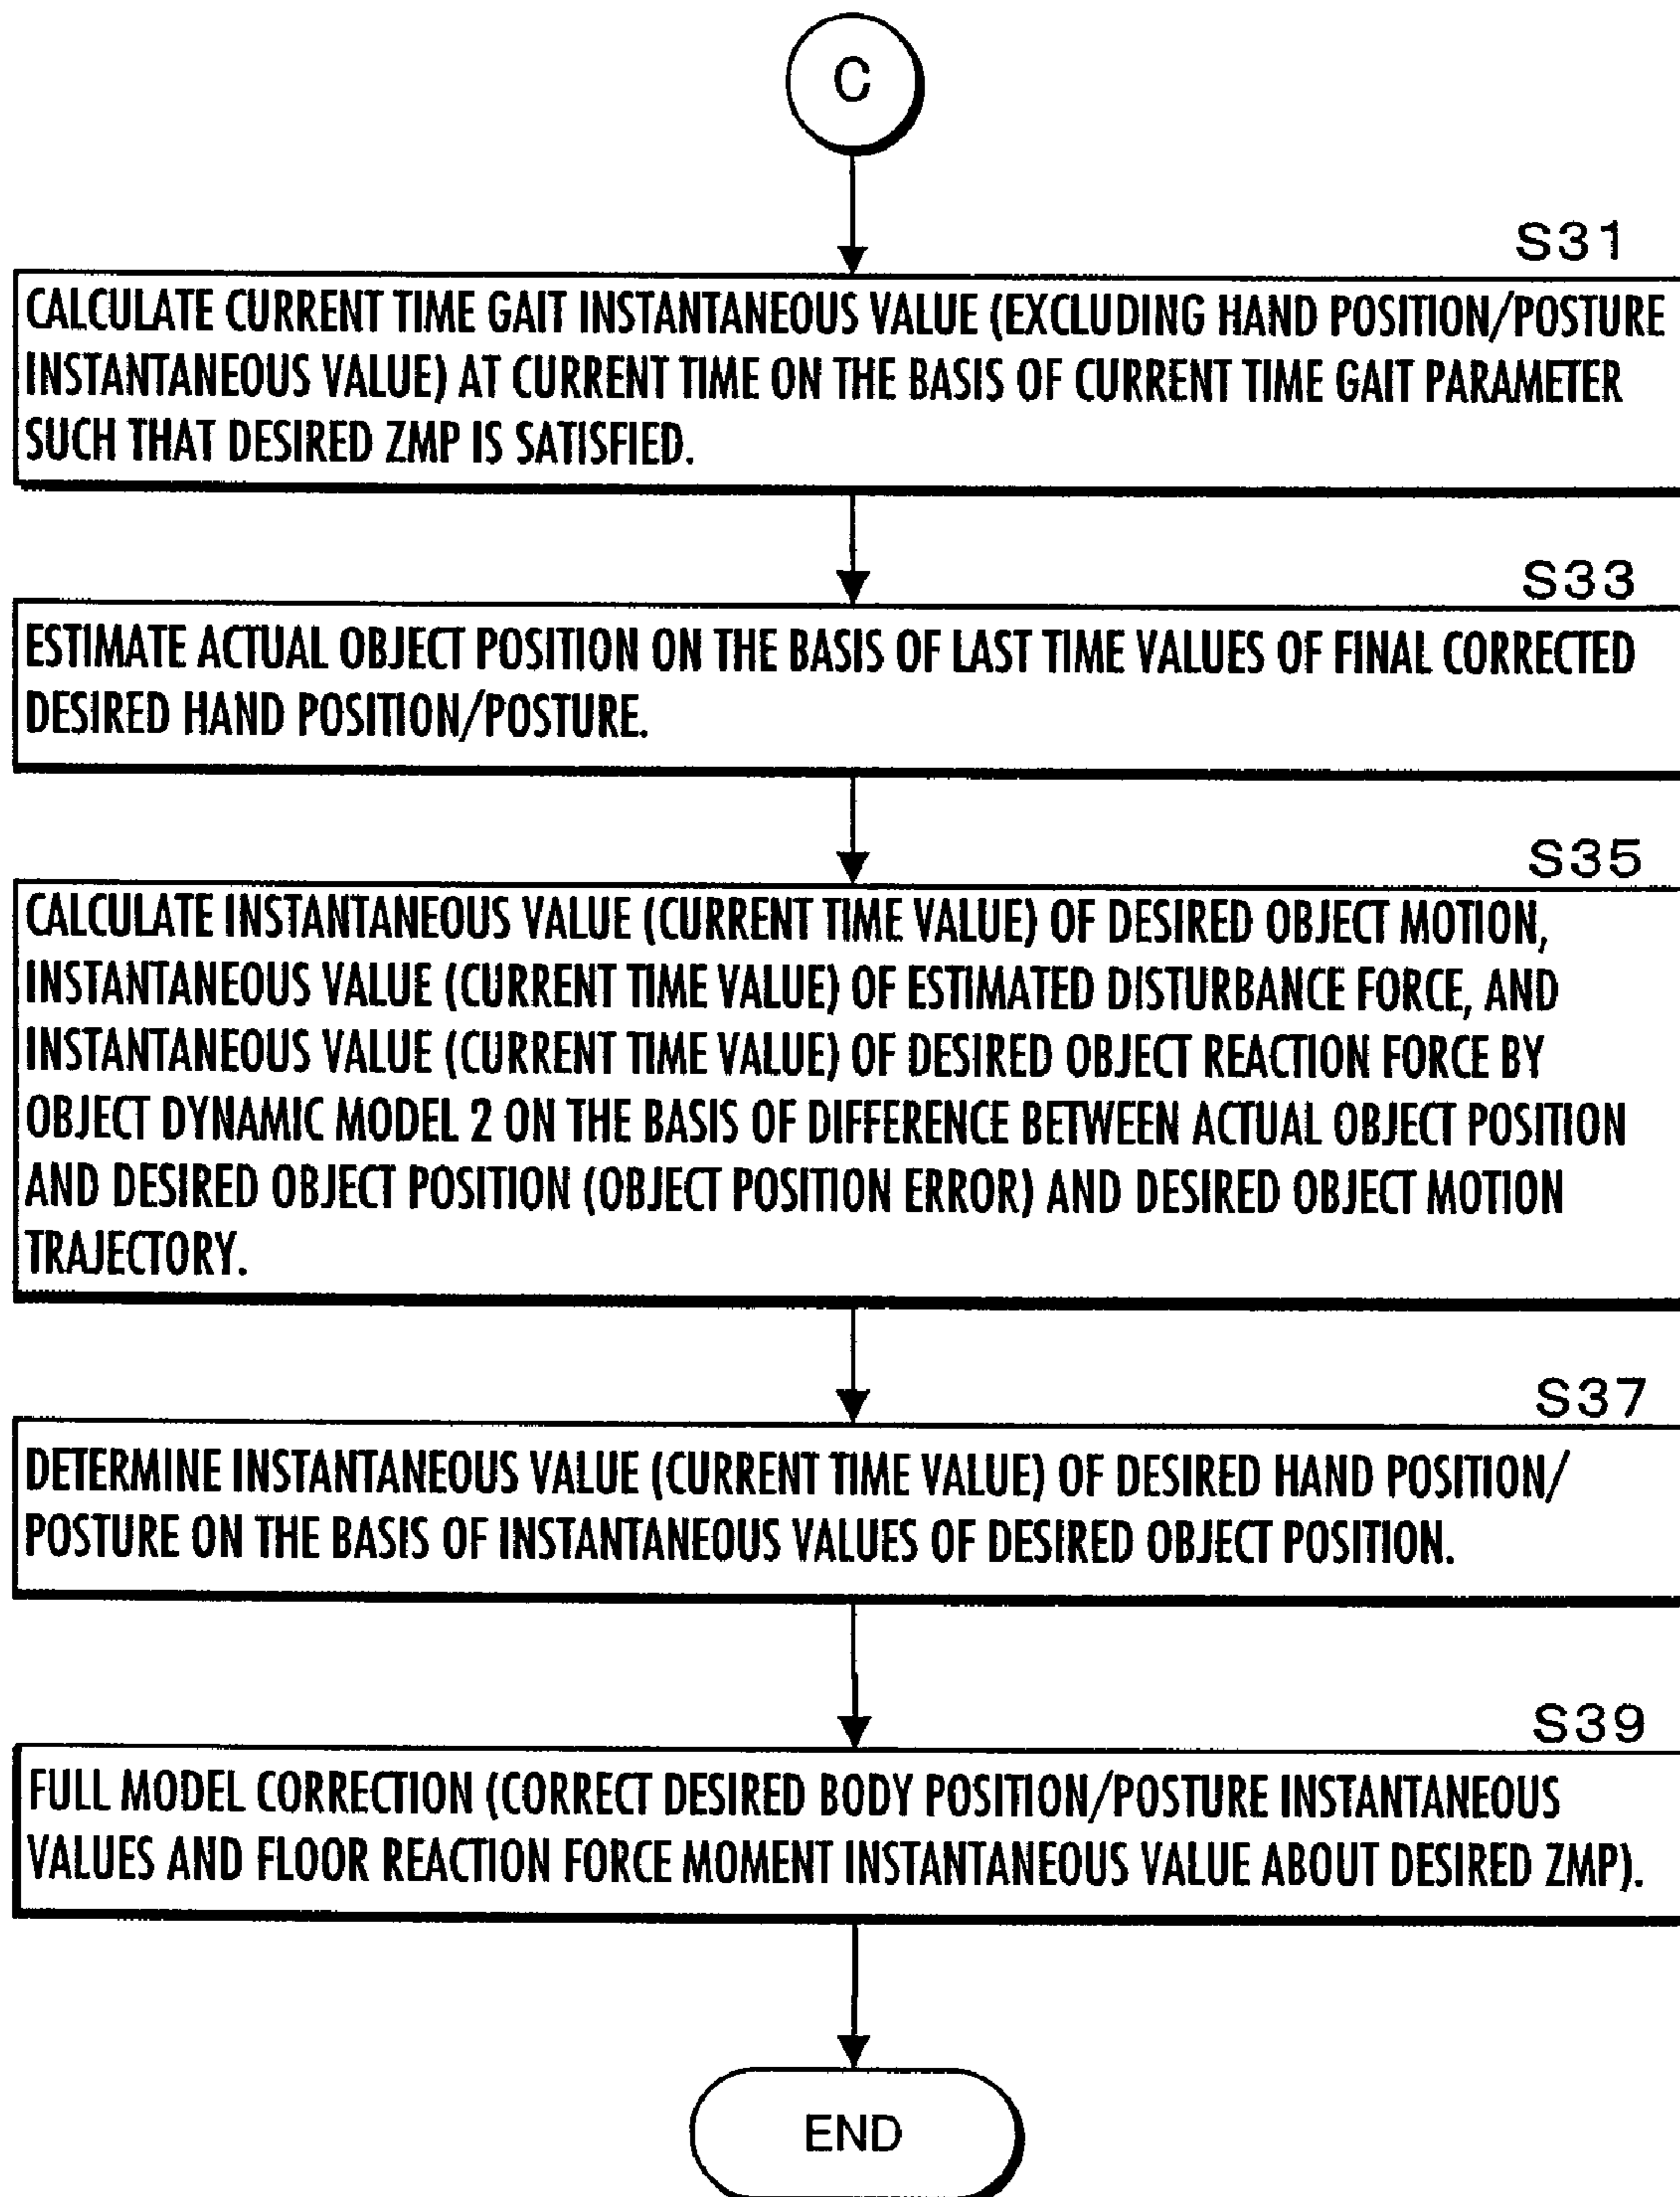 C
S31
CALCULATE CURRENT TIME GAIT INSTANTANEOUS VALUE (EXCLUDING HAND POSITION/POSTURE
INSTANTANEOUS VALUE) AT CURRENT TIME ON THE BASIS OF CURRENT TIME GAIT PARAMETER
SUCH THAT DESIRED ZMP IS SATISFIED.
S33
ESTIMATE ACTUAL OBJECT POSITION ON THE BASIS OF LAST TIME VALUES OF FINAL CORRECTED
DESIRED HAND POSITION/POSTURE.
S35
CALCULATE INSTANTANEOUS VALUE (CURRENT TIME VALUE) OF DESIRED OBJECT MOTION,
INSTANTANEOUS VALUE (CURRENT TIME VALUE) OF ESTIMATED DISTURBANCE FORCE, AND
INSTANTANEOUS VALUE (CURRENT TIME VALUE) OF DESIRED OBJECT REACTION FORCE BY
OBJECT DYNAMIC MODEL 2 ON THE BASIS OF DIFFERENCE BETWEEN ACTUAL OBJECT POSITION
AND DESIRED OBJECT POSITION (OBJECT POSITION ERROR) AND DESIRED OBJECT MOTION
TRAJECTORY.
S37
DETERMINE INSTANTANEOUS VALUE (CURRENT TIME VALUE) OF DESIRED HAND POSITION/
POSTURE ON THE BASIS OF INSTANTANEOUS VALUES OF DESIRED OBJECT POSITION.
S39
FULL MODEL CORRECTION (CORRECT DESIRED BODY POSITION/POSTURE INSTANTANEOUS
VALUES AND FLOOR REACTION FORCE MOMENT INSTANTANEOUS VALUE ABOUT DESIRED ZMP).
END